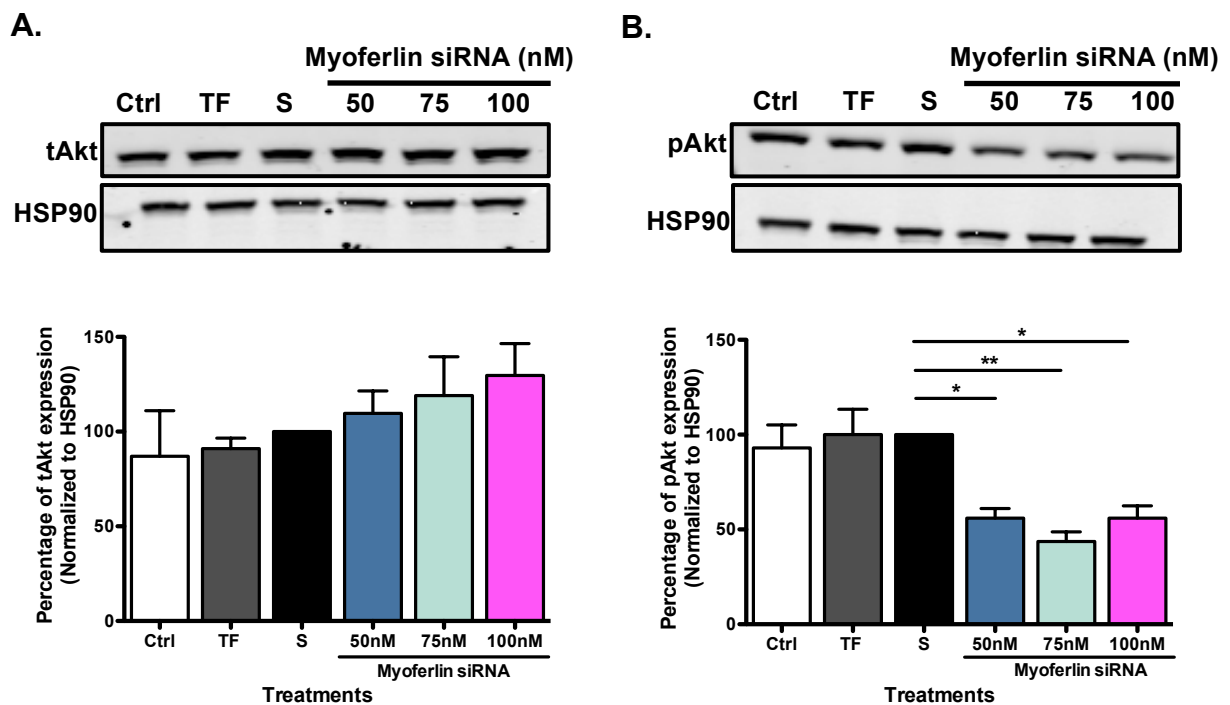 A.
Myoferlin siRNA (nM)
Ctrl TF S 50 75 100
tAkt
HSP90
Percentage of tAkt expression
(Normalized to HSP90)
150
100
50
0
Ctrl TF S 50nM 75nM 100nM
Myoferlin siRNA
Treatments
B.
Myoferlin siRNA (nM)
Ctrl TF S 50 75 100
pAkt
HSP90
Percentage of pAkt expression
(Normalized to HSP90)
150
100
50
0
*
**
*
Ctrl TF S 50nM 75nM 100nM
Myoferlin siRNA
Treatments